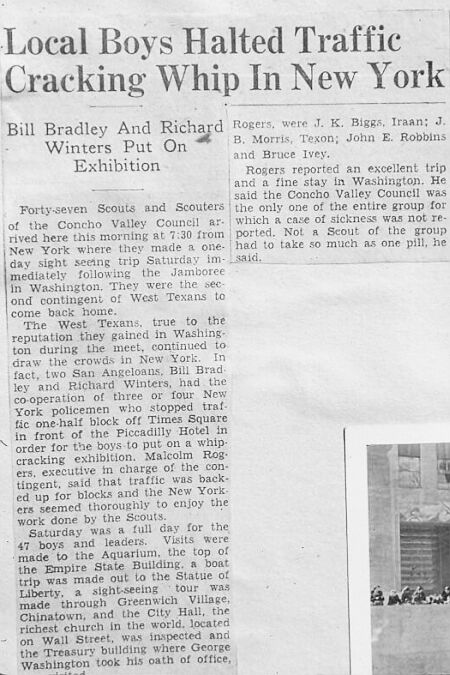 Local Boys Halted Traffic
Cracking Whip In New York
Bill Bradley And Richard
Winters Put On
Exhibition
Forty-seven Scouts and Scouters
of the Concho Valley Council ar-
rived here this morning at 7:30 from
New York where they made a one-
day sight seeing trip Saturday im-
mediately following the Jamboree
in Washington. They were the sec-
ond contingent of West Texans to
come back home.
The West Texans, true to the
reputation they gained in Washing-
ton during the meet, continued to
draw the crowds in New York. In
fact, two San Angeloans, Bill Brad-
ley and Richard Winters, had the
co-operation of three or four New
York policemen who stopped traf-
fic one-half block off Times Square
in front of the Piccadilly Hotel in
order for the boys to put on a whip-
cracking exhibition. Malcolm Rog-
ers, executive in charge of the con-
tingent, said that traffic was back-
ed up for blocks and the New York-
ers seemed thoroughly to enjoy the
work done by the Scouts.
Saturday was a full day for the
47 boys and leaders. Visits were
made to the Aquarium, the top of
the Empire State Building, a boat
trip was made out to the Statue of
Liberty, a sight-seeing tour was
made through Greenwich Village,
Chinatown, and the City Hall, the
richest church in the world, located
on Wall Street, was inspected and
the Treasury building where George
Washington took his oath of office,
visited
Rogers, were J. K. Biggs, Iraan; J.
B. Morris, Texon; John E. Robbins
and Bruce Ivey.
Rogers reported an excellent trip
and a fine stay in Washington. He
said the Concho Valley Council was
the only one of the entire group for
which a case of sickness was not re-
ported. Not a Scout of the group
had to take so much as one pill, he
said.